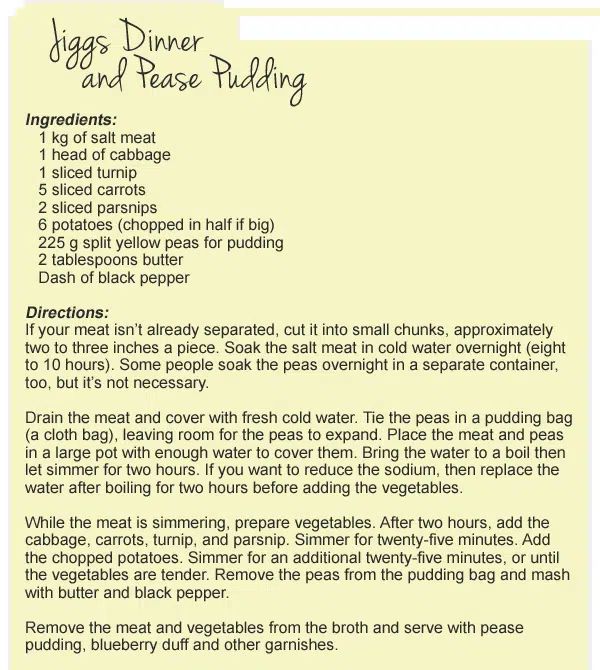 Jiggs Dinner
and Pease Pudding
Ingredients:
1 kg of salt meat
1 head of cabbage
1 sliced turnip
5 sliced carrots
2 sliced parsnips
6 potatoes (chopped in half if big)
225 g split yellow peas for pudding
2 tablespoons butter
Dash of black pepper
Directions:
If your meat isn't already separated, cut it into small chunks, approximately
two to three inches a piece. Soak the salt meat in cold water overnight (eight
to 10 hours). Some people soak the peas overnight in a separate container,
too, but it's not necessary.
Drain the meat and cover with fresh cold water. Tie the peas in a pudding bag
(a cloth bag), leaving room for the peas to expand. Place the meat and peas
in a large pot with enough water to cover them. Bring the water to a boil then
let simmer for two hours. If you want to reduce the sodium, then replace the
water after boiling for two hours before adding the vegetables.
While the meat is simmering, prepare vegetables. After two hours, add the
cabbage, carrots, turnip, and parsnip. Simmer for twenty-five minutes. Add
the chopped potatoes. Simmer for an additional twenty-five minutes, or until
the vegetables are tender. Remove the peas from the pudding bag and mash
with butter and black pepper.
Remove the meat and vegetables from the broth and serve with pease
pudding, blueberry duff and other garnishes.